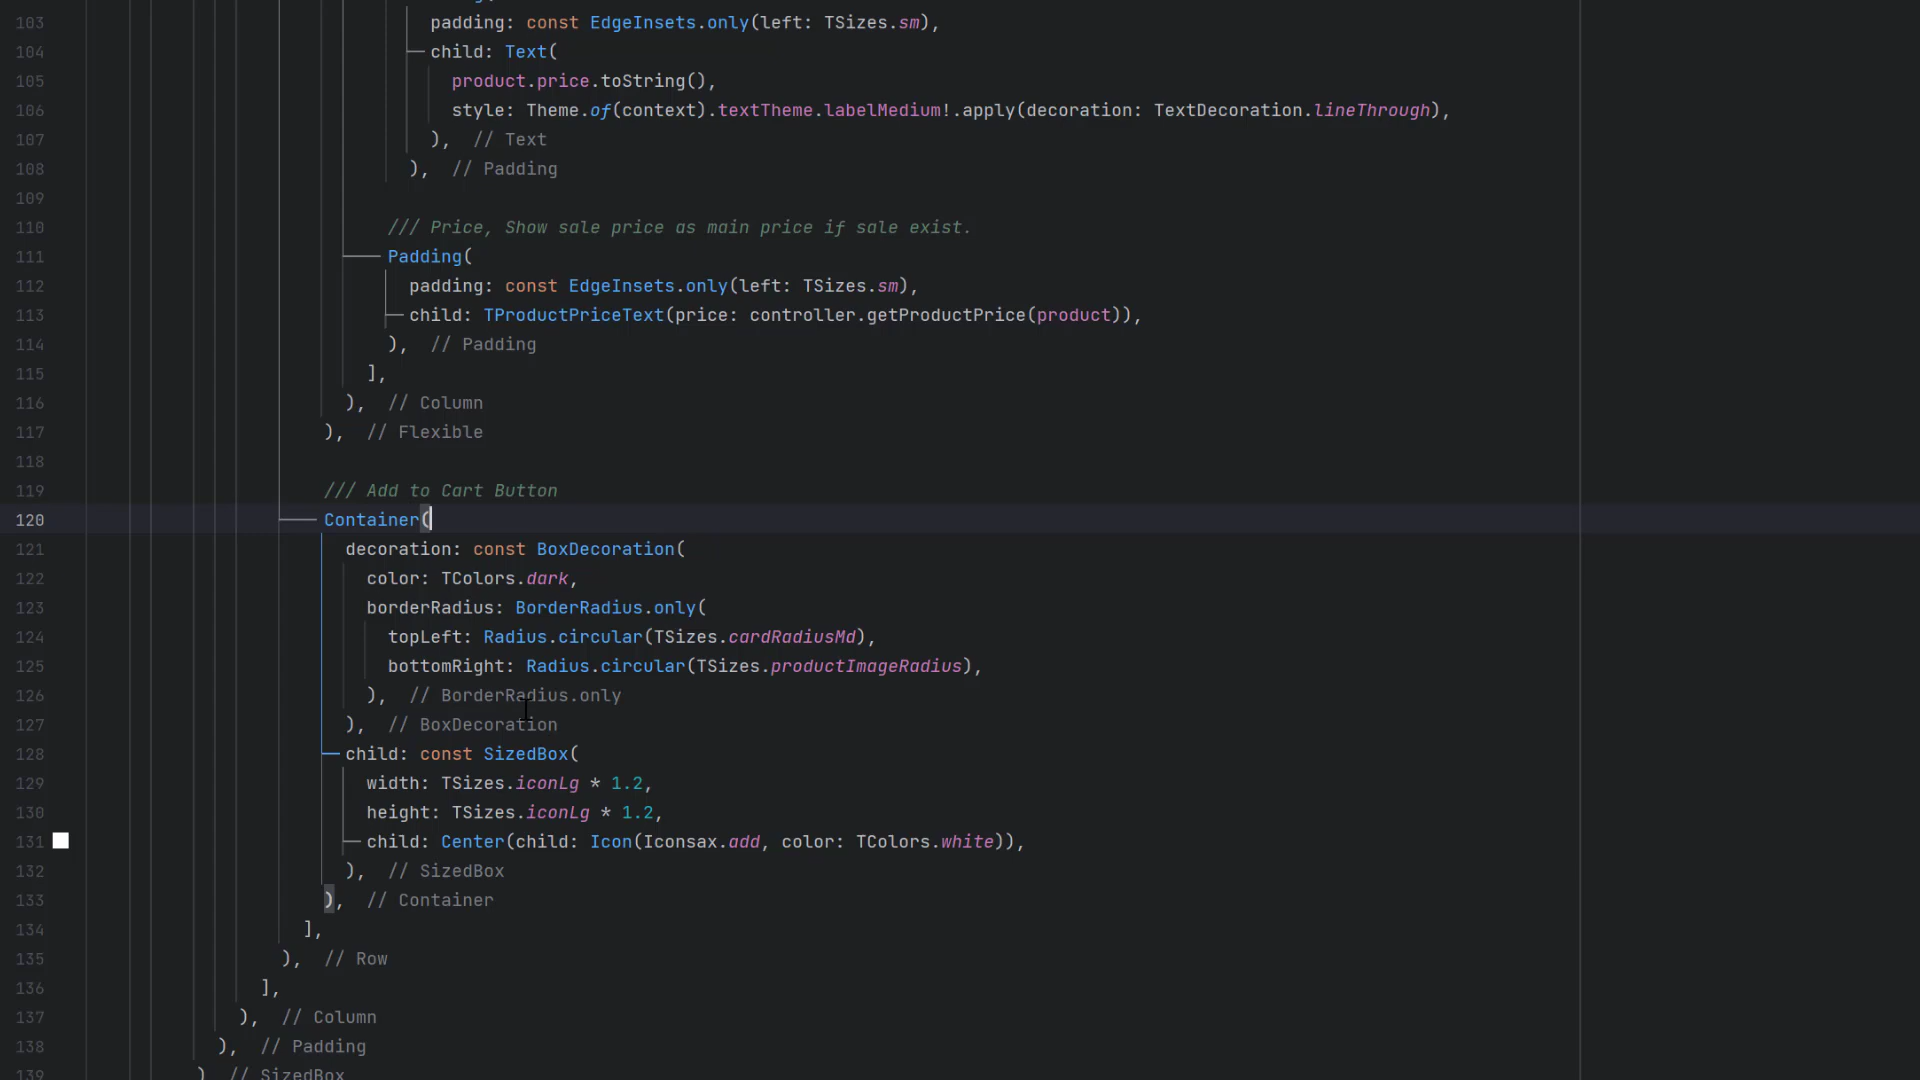 103 padding: const EdgeInsets.only(left: TSizes.sm),
104 child: Text(
105 product.price.toString(),
106 style: Theme.of(context).textTheme.labelMedium!.apply(decoration: TextDecoration.lineThrough),
107 ), // Text
108 ), // Padding
109
110 /// Price, Show sale price as main price if sale exist.
111 Padding(
112 padding: const EdgeInsets.only(left: TSizes.sm),
113 child: TProductPriceText(price: controller.getProductPrice(product)),
114 ), // Padding
115 ],
116 ), // Column
117 ), // Flexible
118
119 /// Add to Cart Button
120 Container(
121 decoration: const BoxDecoration(
122 color: TColors.dark,
123 borderRadius: BorderRadius.only(
124 topLeft: Radius.circular(TSizes.cardRadiusMd),
125 bottomRight: Radius.circular(TSizes.productImageRadius),
126 ), // BorderRadius.only
127 ), // BoxDecoration
128 child: const SizedBox(
129 width: TSizes.iconLg * 1.2,
130 height: TSizes.iconLg * 1.2,
131 child: Center(child: Icon(Iconsax.add, color: TColors.white)),
132 ), // SizedBox
133 ), // Container
134 ],
135 ), // Row
136 ],
137 ), // Column
138 ), // Padding
139 ) // SizedBox